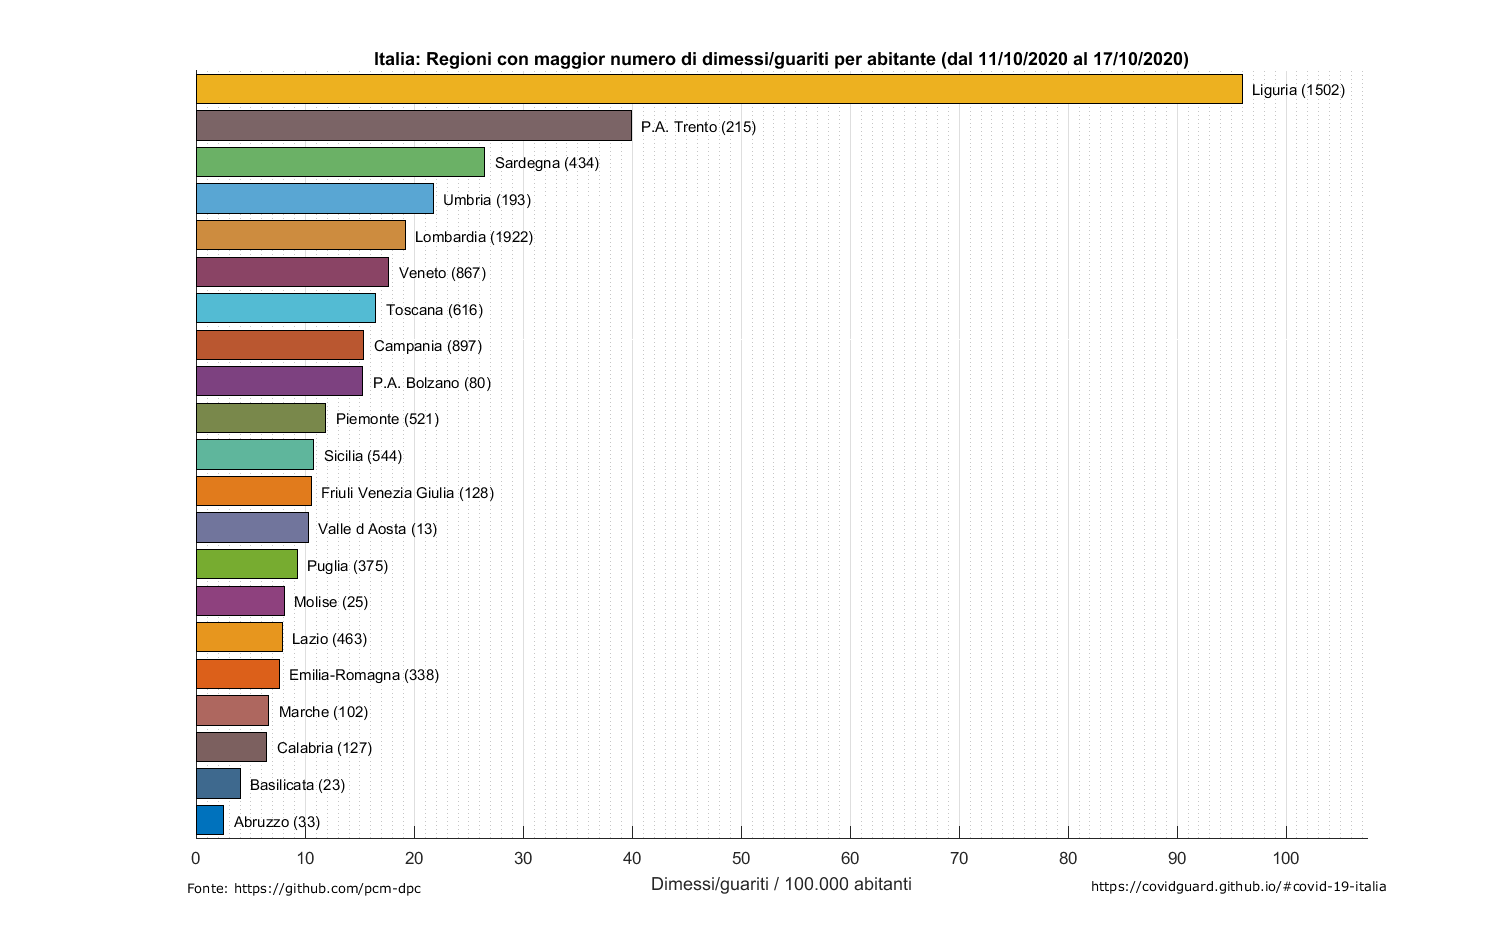 Italia: Regioni con maggior numero di dimessi/guariti per abitante (dal 11/10/2020 al 17/10/2020)
Liguria (1502)
P.A. Trento (215)
Sardegna (434)
Umbria (193)
Lombardia (1922)
Veneto (867)
Toscana (616)
Campania (897)
P.A. Bolzano (80)
Piemonte (521)
Sicilia (544)
Friuli Venezia Giulia (128)
Valle d Aosta (13)
Puglia (375)
Molise (25)
Lazio (463)
Emilia-Romagna (338)
Marche (102)
Calabria (127)
Basilicata (23)
Abruzzo (33)
0 10 20 30 40 50 60 70 80 90 100
Dimessi/guariti / 100.000 abitanti
Fonte: https://github.com/pcm-dpc
https://covidguard.github.io/#covid-19-italia